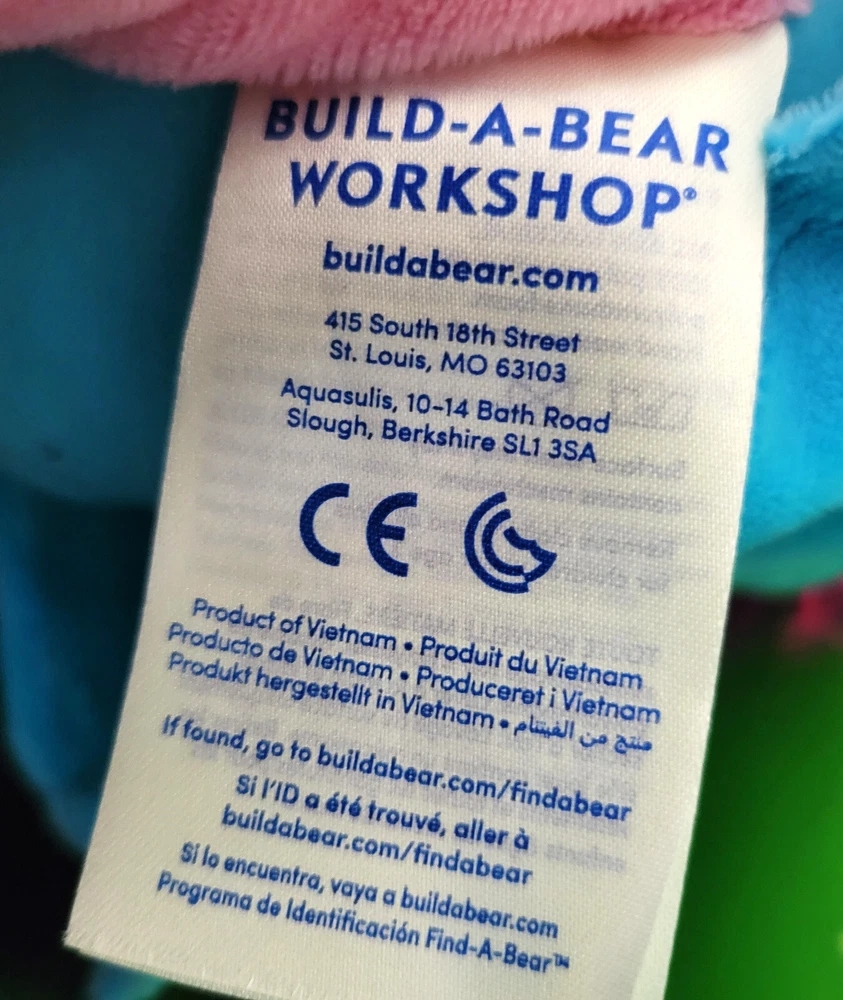 BUILD-A-BEAR
WORKSHOP®
buildabear.com
415 South 18th Street
St. Louis, MO 63103
Aquasulis, 10-14 Bath Road
Slough, Berkshire SL1 3SA
CE
Product of Vietnam • Produit du Vietnam
Producto de Vietnam • Produceret i Vietnam
Produkt hergestellt in Vietnam • منتج من الفيتنام
If found, go to buildabear.com/findabear
Si l'ID a été trouvé, aller à
buildabear.com/findabear
Si lo encuentra, vaya a buildabear.com
Programa de Identificación Find-A-Bear™